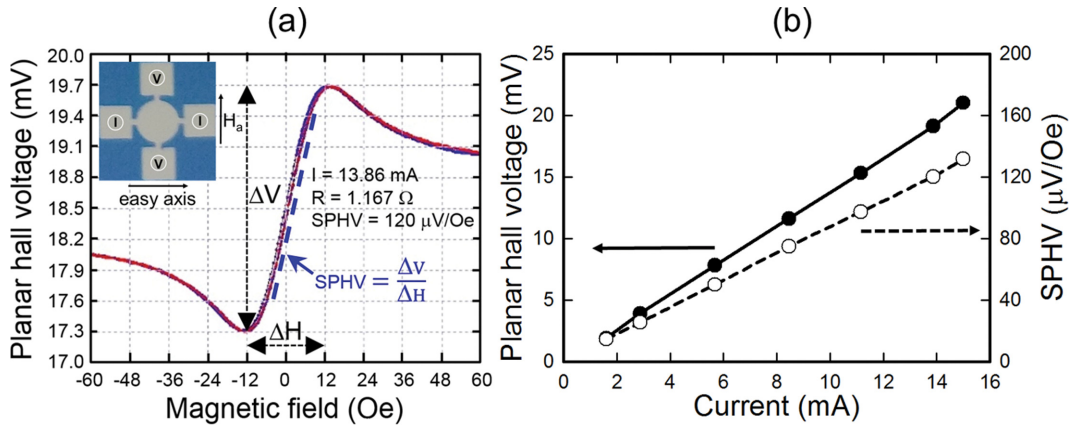 (a)
Planar hall voltage (mV)
20.0
19.7
19.4
19.1
18.8
18.5
18.2
17.9
17.6
17.3
17.0
V
I
I
V
H_a
easy axis
ΔV
I = 13.86 mA
R = 1.167 Ω
SPHV = 120 μV/Oe
SPHV = ΔV/ΔH
ΔH
-60 -48 -36 -24 -12 0 12 24 36 48 60
Magnetic field (Oe)
(b)
Planar hall voltage (mV)
25
20
15
10
5
0
200
160
120
80
40
0
SPHV (μV/Oe)
0 2 4 6 8 10 12 14 16
Current (mA)